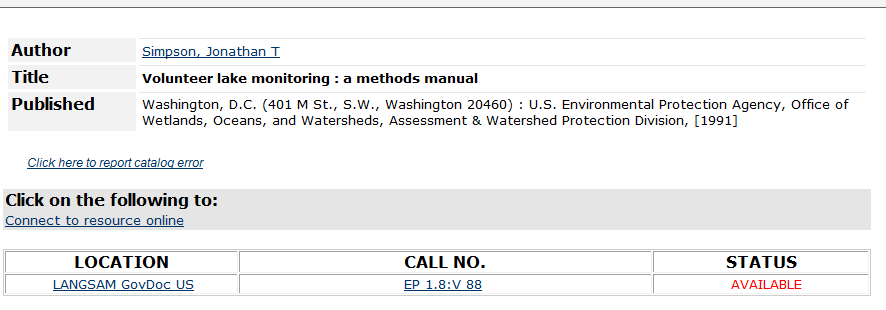 Author Simpson, Jonathan T
Title Volunteer lake monitoring : a methods manual
Published Washington, D.C. (401 M St., S.W., Washington 20460) : U.S. Environmental Protection Agency, Office of
Wetlands, Oceans, and Watersheds, Assessment & Watershed Protection Division, [1991]
Click here to report catalog error
Click on the following to:
Connect to resource online
LOCATION CALL NO. STATUS
LANGSAM GovDoc US EP 1.8:V 88 AVAILABLE